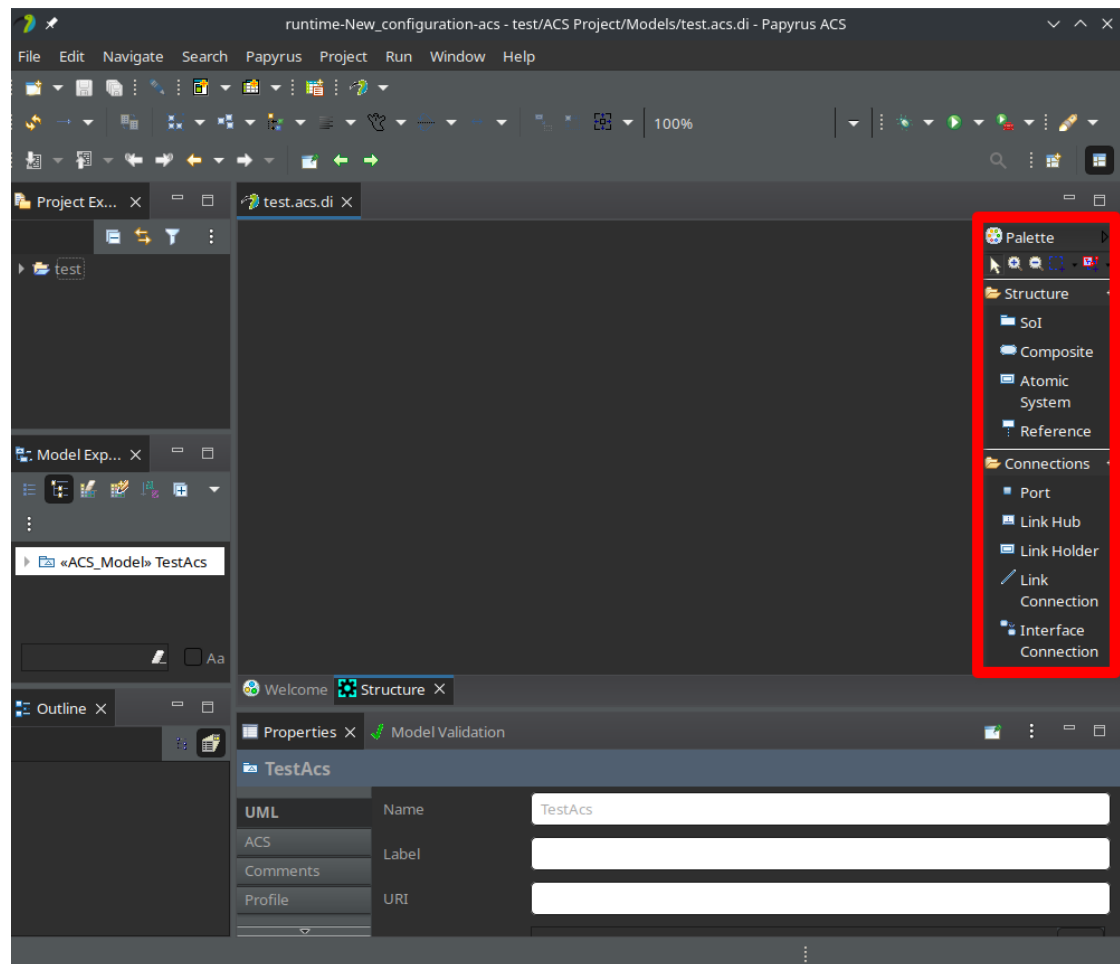 runtime-New_configuration-acs - test/ACS Project/Models/test.acs.di - Papyrus ACS
File Edit Navigate Search Papyrus Project Run Window Help
100%
Project Ex...
test.acs.di
test
Palette
Structure
SoI
Composite
Atomic
System
Reference
Connections
Port
Link Hub
Link Holder
Link
Connection
Interface
Connection
Model Exp...
«ACS_Model» TestAcs
Aa
Welcome
Structure
Outline
Properties
Model Validation
TestAcs
UML
ACS
Comments
Profile
Name
TestAcs
Label
URI